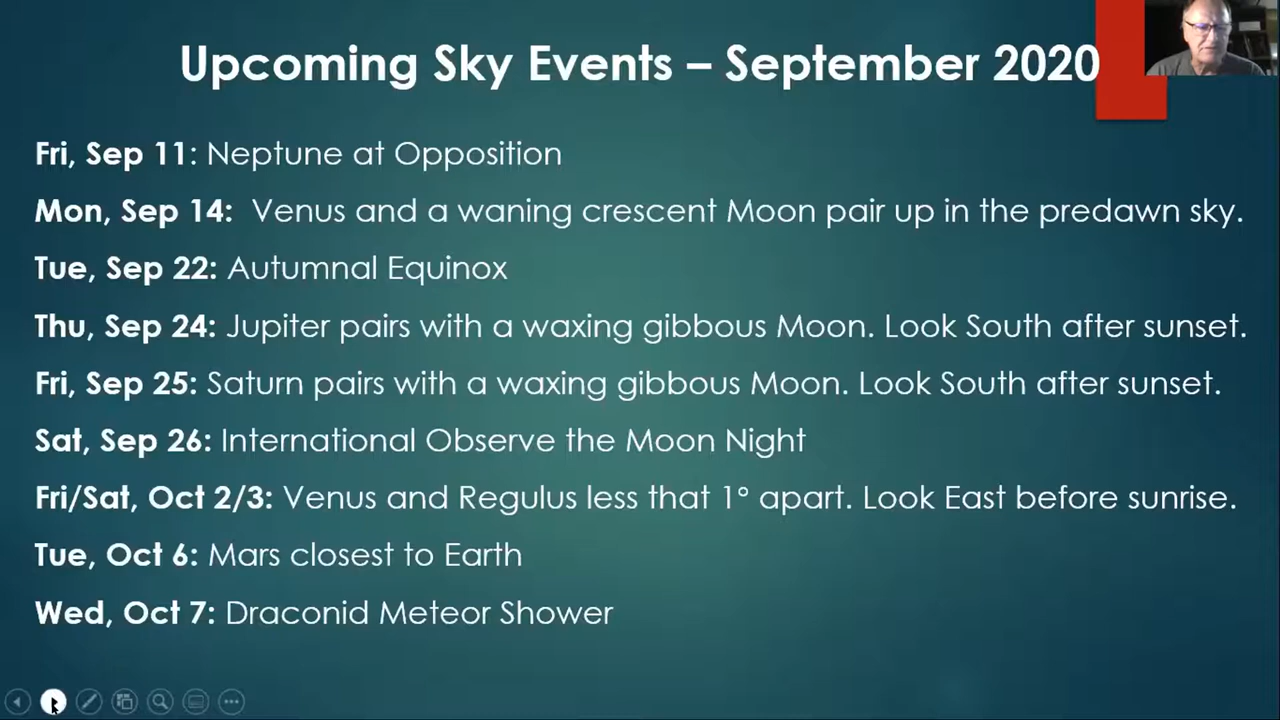 Upcoming Sky Events – September 2020
Fri, Sep 11: Neptune at Opposition
Mon, Sep 14:  Venus and a waning crescent Moon pair up in the predawn sky.
Tue, Sep 22: Autumnal Equinox
Thu, Sep 24: Jupiter pairs with a waxing gibbous Moon. Look South after sunset.
Fri, Sep 25: Saturn pairs with a waxing gibbous Moon. Look South after sunset.
Sat, Sep 26: International Observe the Moon Night
Fri/Sat, Oct 2/3: Venus and Regulus less that 1° apart. Look East before sunrise.
Tue, Oct 6: Mars closest to Earth
Wed, Oct 7: Draconid Meteor Shower